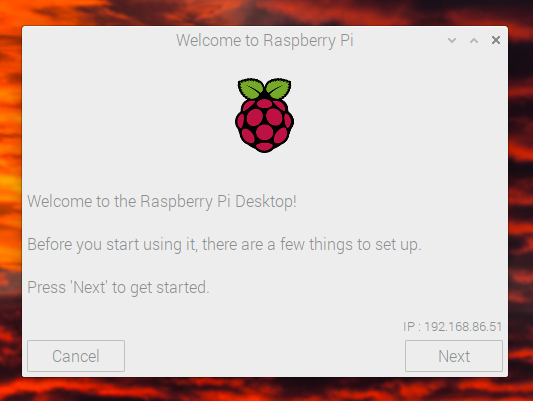 Welcome to Raspberry Pi
Welcome to the Raspberry Pi Desktop!
Before you start using it, there are a few things to set up.
Press 'Next' to get started.
IP : 192.168.86.51
Cancel
Next